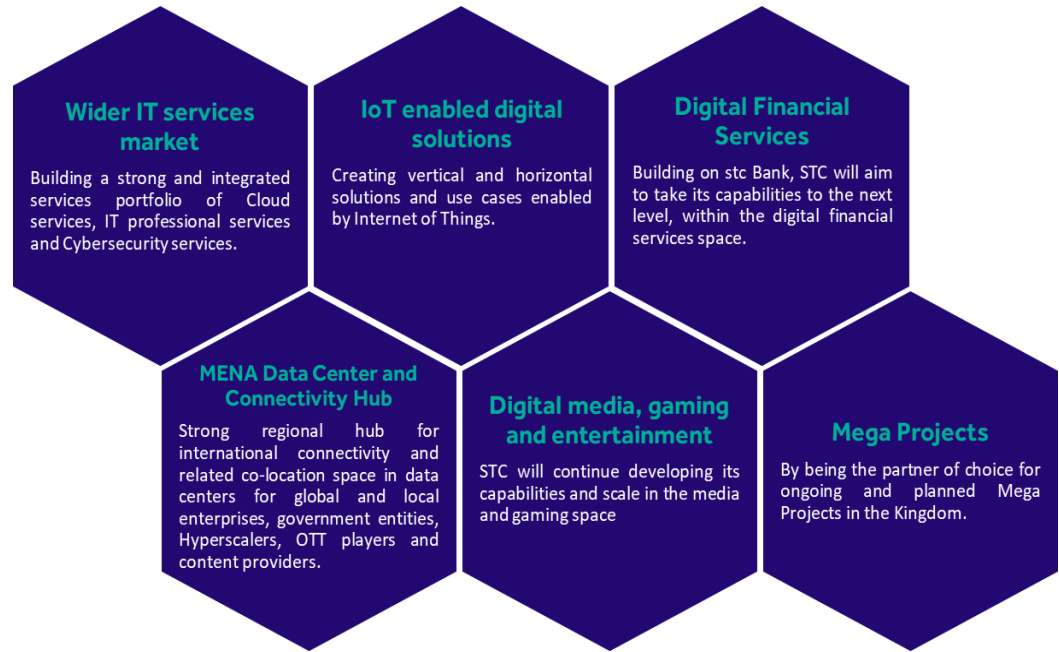 Wider IT services
market
Building a strong and integrated
services portfolio of Cloud
services, IT professional services
and Cybersecurity services.
IoT enabled digital
solutions
Creating vertical and horizontal
solutions and use cases enabled
by Internet of Things.
Digital Financial
Services
Building on stc Bank, STC will aim
to take its capabilities to the next
level, within the digital financial
services space.
MENA Data Center and
Connectivity Hub
Strong regional hub for
international connectivity and
related co-location space in data
centers for global and local
enterprises, government entities,
Hyperscalers, OTT players and
content providers.
Digital media, gaming
and entertainment
STC will continue developing its
capabilities and scale in the media
and gaming space
Mega Projects
By being the partner of choice for
ongoing and planned Mega
Projects in the Kingdom.